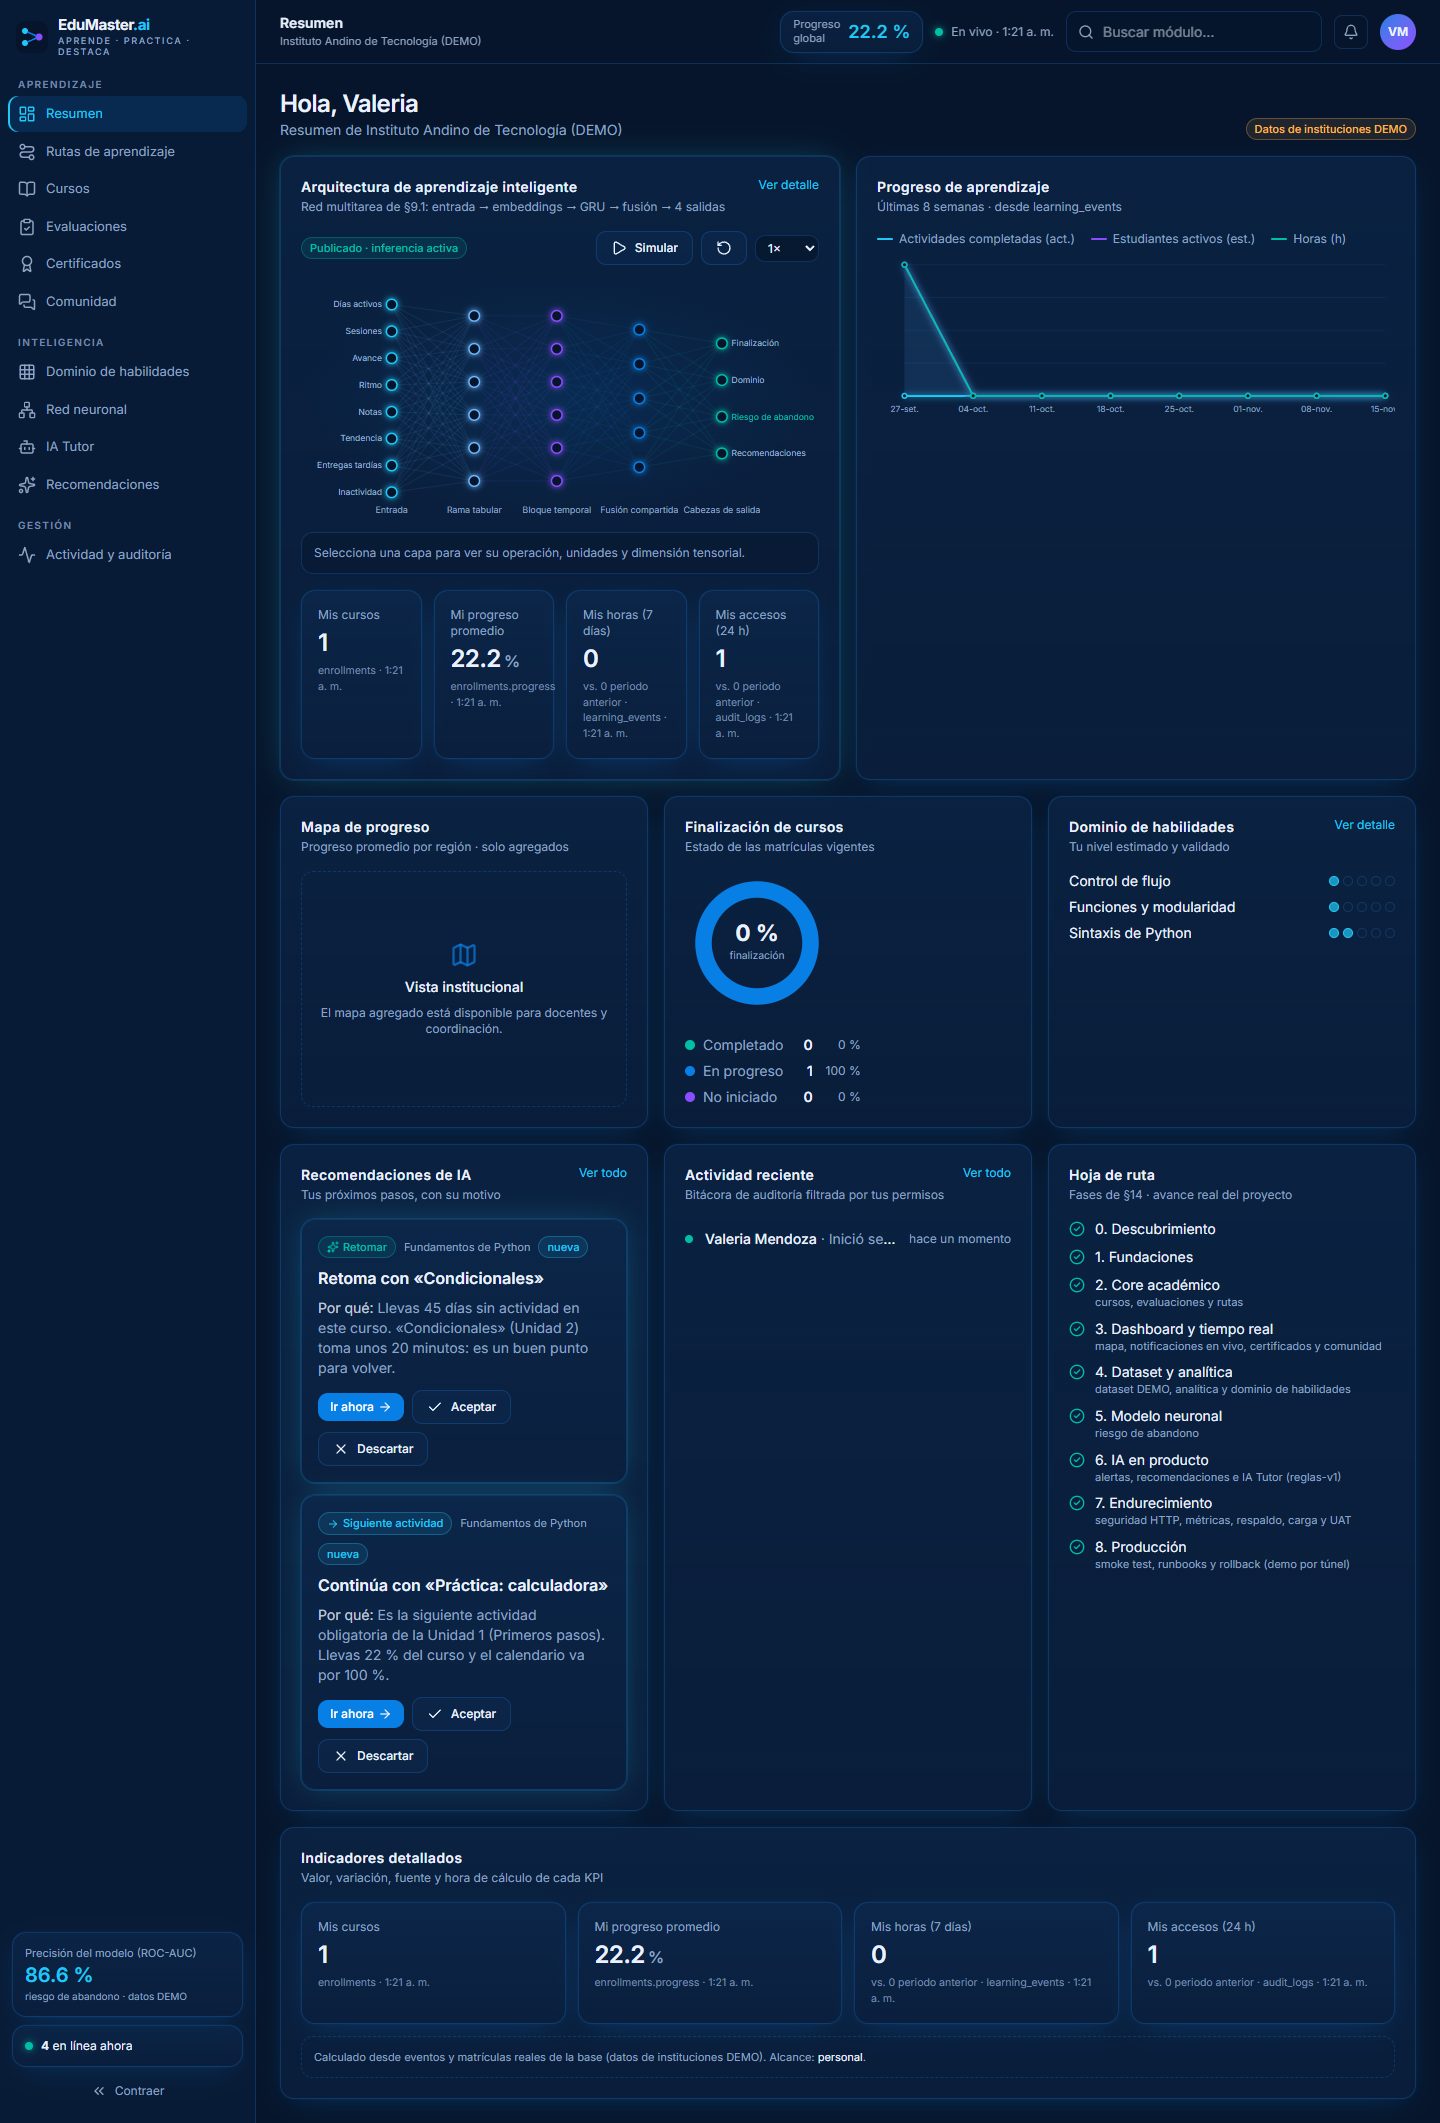 EduMaster.ai
APRENDE · PRACTICA ·
DESTACA
APRENDIZAJE
Resumen
Rutas de aprendizaje
Cursos
Evaluaciones
Certificados
Comunidad
INTELIGENCIA
Dominio de habilidades
Red neuronal
IA Tutor
Recomendaciones
GESTIÓN
Actividad y auditoría
Precisión del modelo (ROC-AUC)
86.6 %
riesgo de abandono · datos DEMO
4 en línea ahora
Contraer
Resumen
Instituto Andino de Tecnología (DEMO)
Progreso
global
22.2 %
En vivo · 1:21 a. m.
Buscar módulo...
VM
Hola, Valeria
Resumen de Instituto Andino de Tecnología (DEMO)
Datos de instituciones DEMO
Arquitectura de aprendizaje inteligente
Ver detalle
Red multitarea de §9.1: entrada → embeddings → GRU → fusión → 4 salidas
Publicado · inferencia activa
Simular
1×
Días activos
Sesiones
Avance
Ritmo
Notas
Tendencia
Entregas tardías
Inactividad
Finalización
Dominio
Riesgo de abandono
Recomendaciones
Entrada
Rama tabular
Bloque temporal
Fusión compartida
Cabezas de salida
Selecciona una capa para ver su operación, unidades y dimensión tensorial.
Mis cursos
1
enrollments · 1:21
a. m.
Mi progreso
promedio
22.2 %
enrollments.progress
· 1:21 a. m.
Mis horas (7
días)
0
vs. 0 periodo
anterior ·
learning_events ·
1:21 a. m.
Mis accesos
(24 h)
1
vs. 0 periodo
anterior ·
audit_logs · 1:21
a. m.
Progreso de aprendizaje
Últimas 8 semanas · desde learning_events
Actividades completadas (act.)
Estudiantes activos (est.)
Horas (h)
27-set.
04-oct.
11-oct.
18-oct.
25-oct.
01-nov.
08-nov.
15-nov
Mapa de progreso
Progreso promedio por región · solo agregados
Vista institucional
El mapa agregado está disponible para docentes y
coordinación.
Finalización de cursos
Estado de las matrículas vigentes
0 %
finalización
Completado 0 0 %
En progreso 1 100 %
No iniciado 0 0 %
Dominio de habilidades
Ver detalle
Tu nivel estimado y validado
Control de flujo
Funciones y modularidad
Sintaxis de Python
Recomendaciones de IA
Ver todo
Tus próximos pasos, con su motivo
Retomar
Fundamentos de Python
nueva
Retoma con «Condicionales»
Por qué: Llevas 45 días sin actividad en
este curso. «Condicionales» (Unidad 2)
toma unos 20 minutos: es un buen punto
para volver.
Ir ahora →
Aceptar
Descartar
→ Siguiente actividad
Fundamentos de Python
nueva
Continúa con «Práctica: calculadora»
Por qué: Es la siguiente actividad
obligatoria de la Unidad 1 (Primeros pasos).
Llevas 22 % del curso y el calendario va
por 100 %.
Ir ahora →
Aceptar
Descartar
Actividad reciente
Ver todo
Bitácora de auditoría filtrada por tus permisos
Valeria Mendoza · Inició se...
hace un momento
Hoja de ruta
Fases de §14 · avance real del proyecto
0. Descubrimiento
1. Fundaciones
2. Core académico
cursos, evaluaciones y rutas
3. Dashboard y tiempo real
mapa, notificaciones en vivo, certificados y comunidad
4. Dataset y analítica
dataset DEMO, analítica y dominio de habilidades
5. Modelo neuronal
riesgo de abandono
6. IA en producto
alertas, recomendaciones e IA Tutor (reglas-v1)
7. Endurecimiento
seguridad HTTP, métricas, respaldo, carga y UAT
8. Producción
smoke test, runbooks y rollback (demo por túnel)
Indicadores detallados
Valor, variación, fuente y hora de cálculo de cada KPI
Mis cursos
1
enrollments · 1:21 a. m.
Mi progreso promedio
22.2 %
enrollments.progress · 1:21 a. m.
Mis horas (7 días)
0
vs. 0 periodo anterior · learning_events · 1:21
a. m.
Mis accesos (24 h)
1
vs. 0 periodo anterior · audit_logs · 1:21 a. m.
Calculado desde eventos y matrículas reales de la base (datos de instituciones DEMO). Alcance: personal.